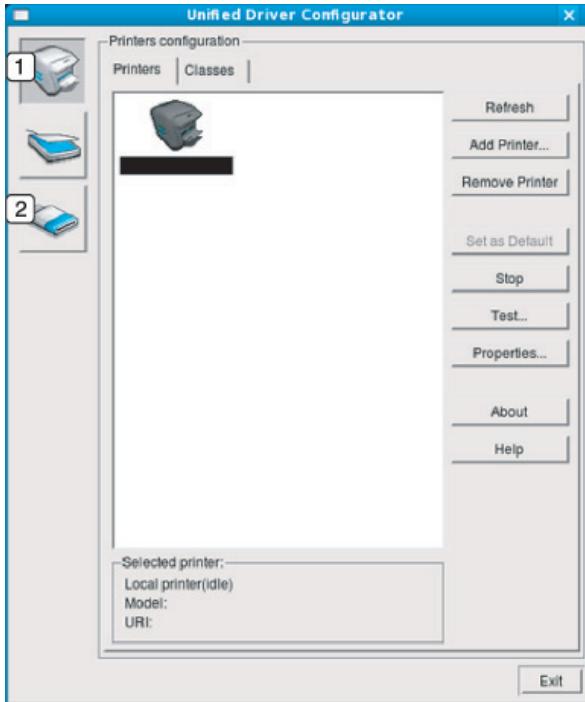 Unified Driver Configurator
1
2
Printers configuration
Printers
Classes
Refresh
Add Printer...
Remove Printer
Set as Default
Stop
Test...
Properties...
About
Help
Selected printer:
Local printer(idle)
Model:
URI:
Exit